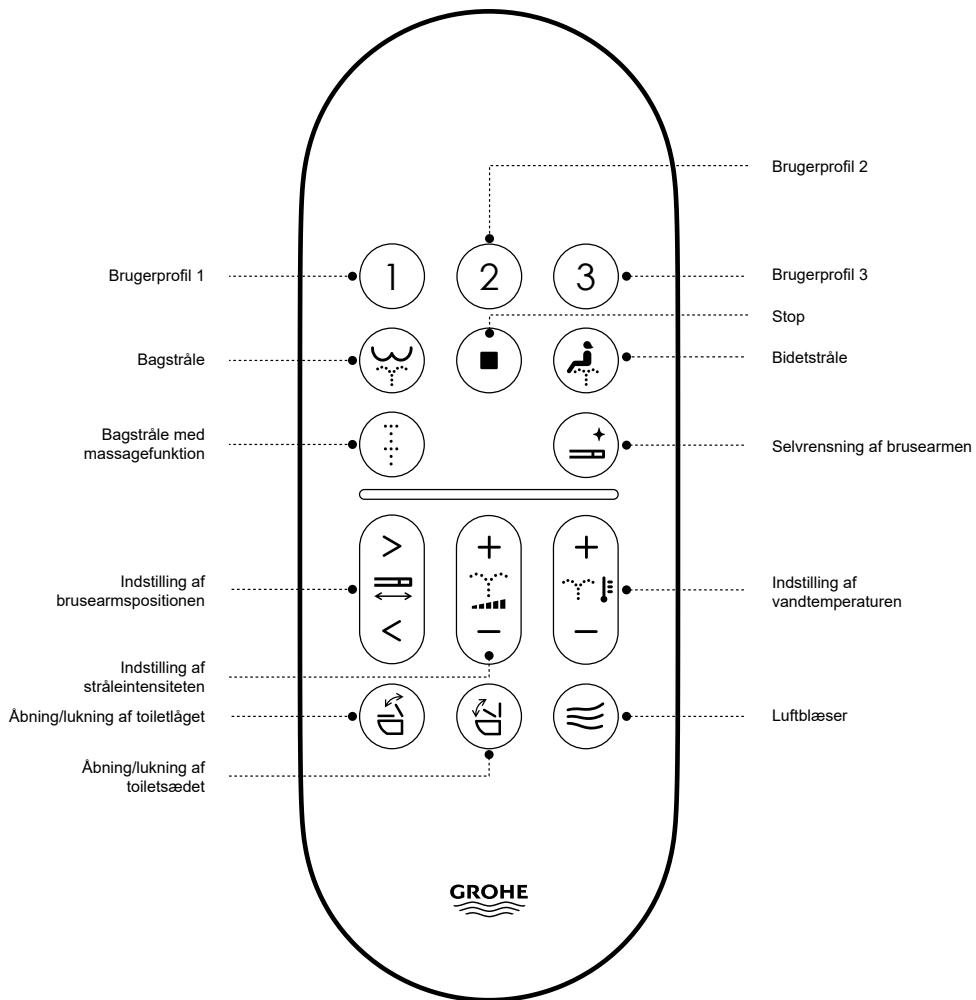 Brugerprofil 2
Brugerprofil 1
1
2
3
Brugerprofil 3
Stop
Bagstråle
Bidetstråle
Bagstråle med
massagefunktion
Selvrensning af brusearmen
>
+
+
Indstilling af
brusearmspositionen
Indstilling af
vandtemperaturen
<
−
−
Indstilling af
stråleintensiteten
Åbning/lukning af toiletlåget
Luftblæser
Åbning/lukning af
toiletsædet
GROHE